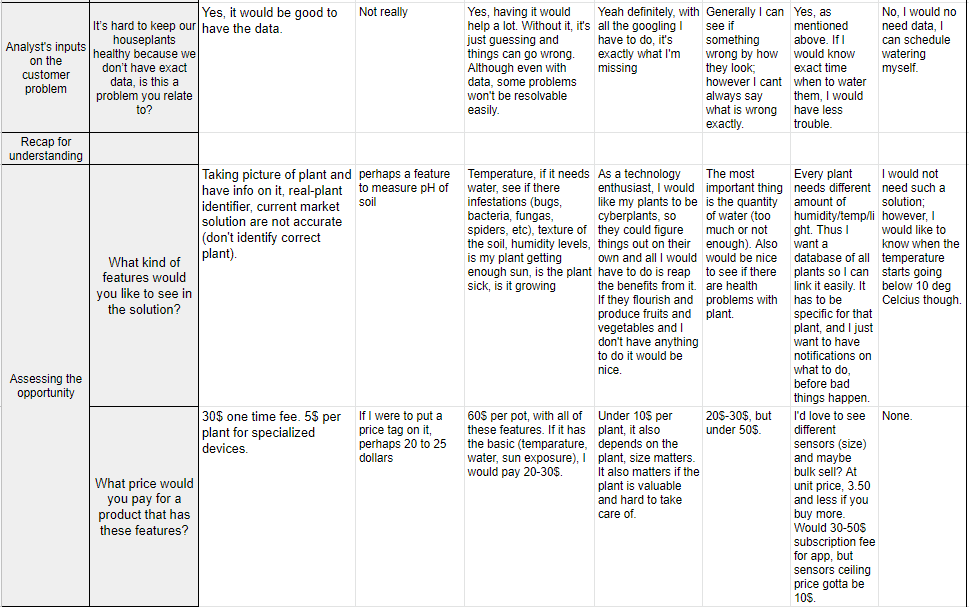 Analyst's inputs
on the
customer
problem
It's hard to keep our
houseplants
healthy because we
don't have exact
data, is this a
problem you relate
to?
Yes, it would be good to
have the data.
Not really
Yes, having it would
help a lot. Without it, it's
just guessing and
things can go wrong.
Although even with
data, some problems
won't be resolvable
easily.
Yeah definitely, with
all the googling I
have to do, it's
exactly what I'm
missing
Generally I can
see if
something
wrong by how
they look;
however I cant
always say
what is wrong
exactly.
Yes, as
mentioned
above. If I
would know
exact time
when to water
them, I would
have less
trouble.
No, I would no
need data, I
can schedule
watering
myself.
Recap for
understanding
Assessing the
opportunity
What kind of
features would
you like to see in
the solution?
Taking picture of plant and
have info on it, real-plant
identifier, current market
solution are not accurate
(don't identify correct
plant).
perhaps a feature
to measure pH of
soil
Temperature, if it needs
water, see if there
infestations (bugs,
bacteria, fungas,
spiders, etc), texture of
the soil, humidity levels,
is my plant getting
enough sun, is the plant
sick, is it growing
As a technology
enthusiast, I would
like my plants to be
cyberplants, so
they could figure
things out on their
own and all I would
have to do is reap
the benefits from it.
If they flourish and
produce fruits and
vegetables and I
don't have anything
to do it would be
nice.
The most
important thing
is the quantity
of water (too
much or not
enough). Also
would be nice
to see if there
are health
problems with
plant.
Every plant
needs different
amount of
humidity/temp/li
ght. Thus I
want a
database of all
plants so I can
link it easily. It
has to be
specific for that
plant, and I just
want to have
notifications on
what to do,
before bad
things happen.
I would not
need such a
solution;
however, I
would like to
know when the
temperature
starts going
below 10 deg
Celcius though.
What price would
you pay for a
product that has
these features?
30$ one time fee. 5$ per
plant for specialized
devices.
If I were to put a
price tag on it,
perhaps 20 to 25
dollars
60$ per pot, with all of
these features. If it has
the basic (temparature,
water, sun exposure), I
would pay 20-30$.
Under 10$ per
plant, it also
depends on the
plant, size matters.
It also matters if the
plant is valuable
and hard to take
care of.
20$-30$, but
under 50$.
I'd love to see
different
sensors (size)
and maybe
bulk sell? At
unit price, 3.50
and less if you
buy more.
Would 30-50$
subscription fee
for app, but
sensors ceiling
price gotta be
10$.
None.